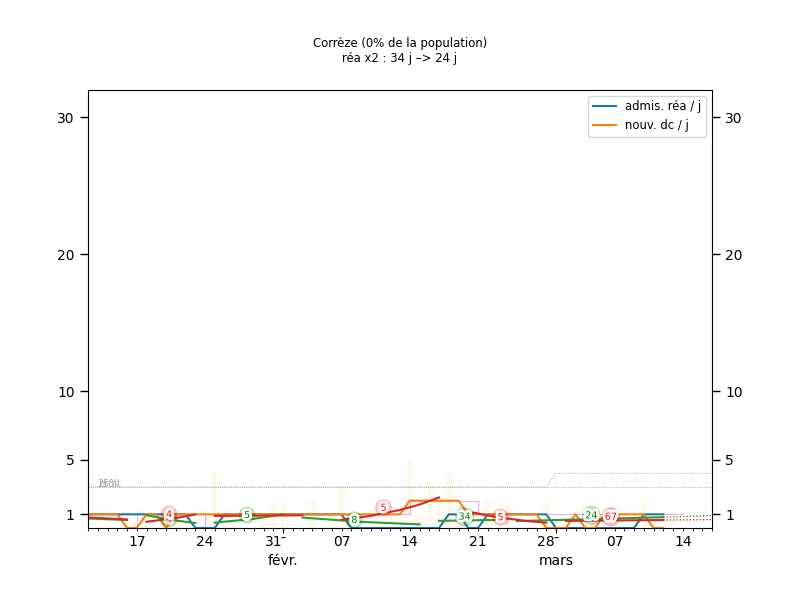 Corrèze (0% de la population)
réa x2 : 34 j –> 24 j
admis. réa / j
nouv. dc / j
30 30
20 20
10 10
5 5
1 1
4 5 8 5 34 5 24 67
17 24 31 07 14 21 28 07 14
févr. mars